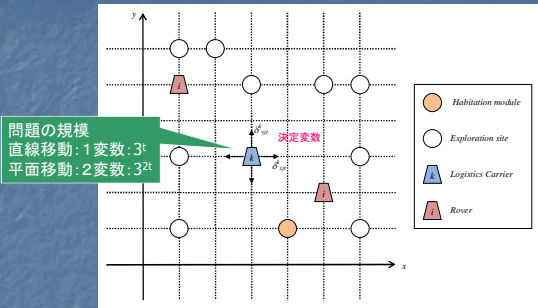 y
i
問題の規模
直線移動:1変数:3ᵗ
平面移動:2変数:3²ᵗ
決定変数
k
i
x
Habitation module
Exploration site
k
Logistics Carrier
i
Rover